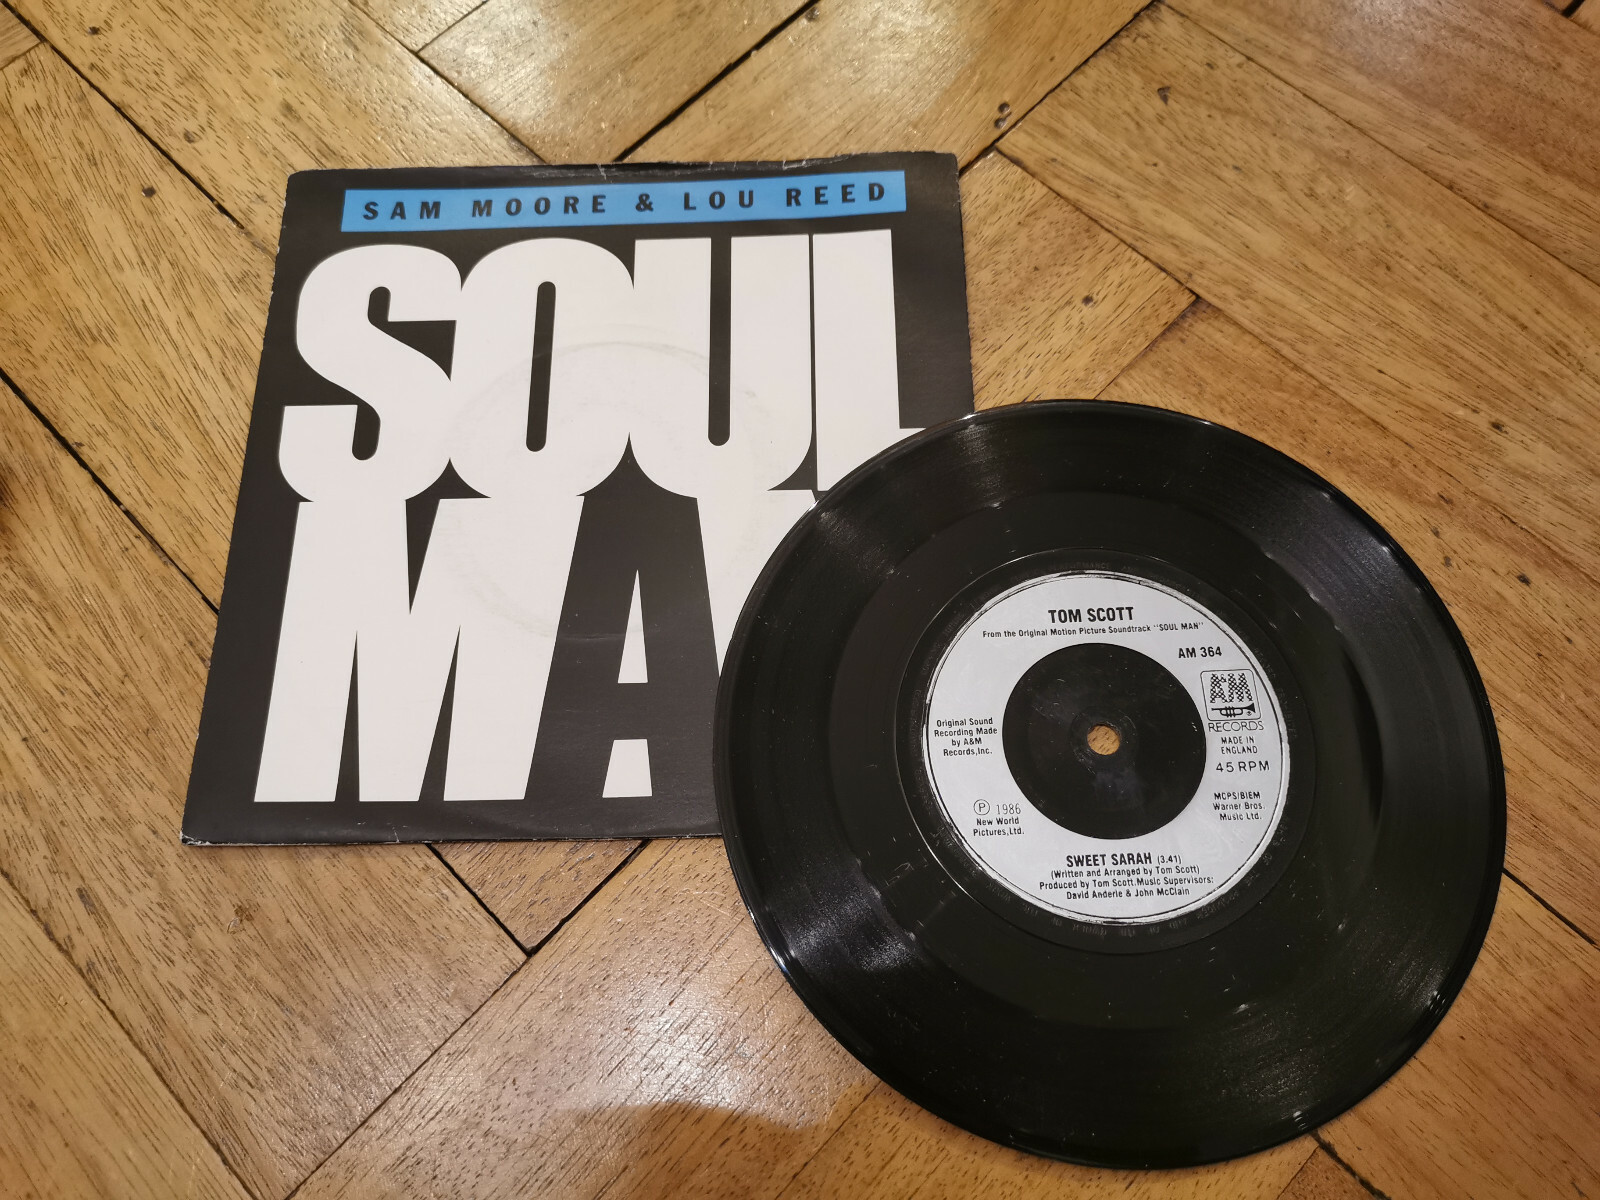 SAM MOORE & LOU REED
SOUL
MA
TOM SCOTT
From the Original Motion Picture Soundtrack "SOUL MAN"
AM 364
AM
RECORDS
MADE IN
ENGLAND
45 RPM
Original Sound
Recording Made
by A&M
Records,Inc.
Ⓟ 1986
New World
Pictures,Ltd.
MCPS/BIEM
Warner Bros.
Music Ltd.
SWEET SARAH (3.41)
(Written and Arranged by Tom Scott)
Produced by Tom Scott.Music Supervisors:
David Anderle & John McClain